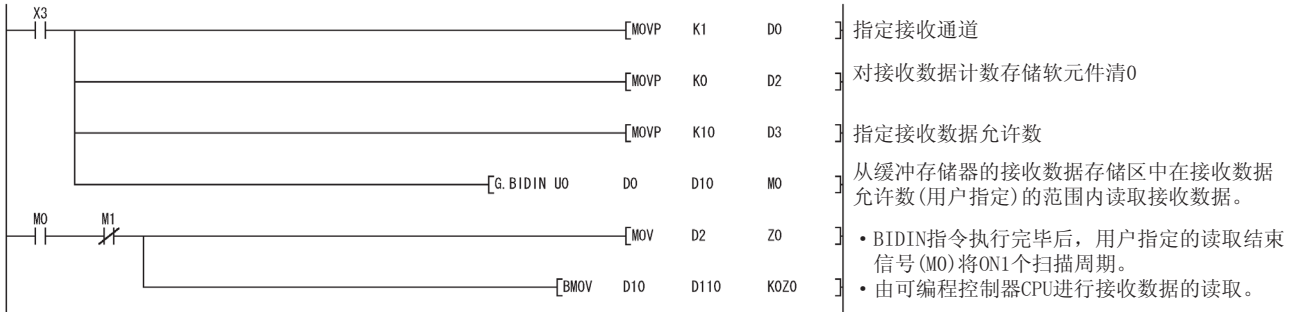 X3
[MOVP K1 D0 ] 指定接收通道
[MOVP K0 D2 ] 对接收数据计数存储软元件清0
[MOVP K10 D3 ] 指定接收数据允许数
[G.BIDIN U0 D0 D10 M0 ] 从缓冲存储器的接收数据存储区中在接收数据
允许数(用户指定)的范围内读取接收数据。
M0 M1
[MOV D2 Z0 ] ・BIDIN指令执行完毕后，用户指定的读取结束
信号(M0)将ON1个扫描周期。
[BMOV D10 D110 K0Z0 ] ・由可编程控制器CPU进行接收数据的读取。